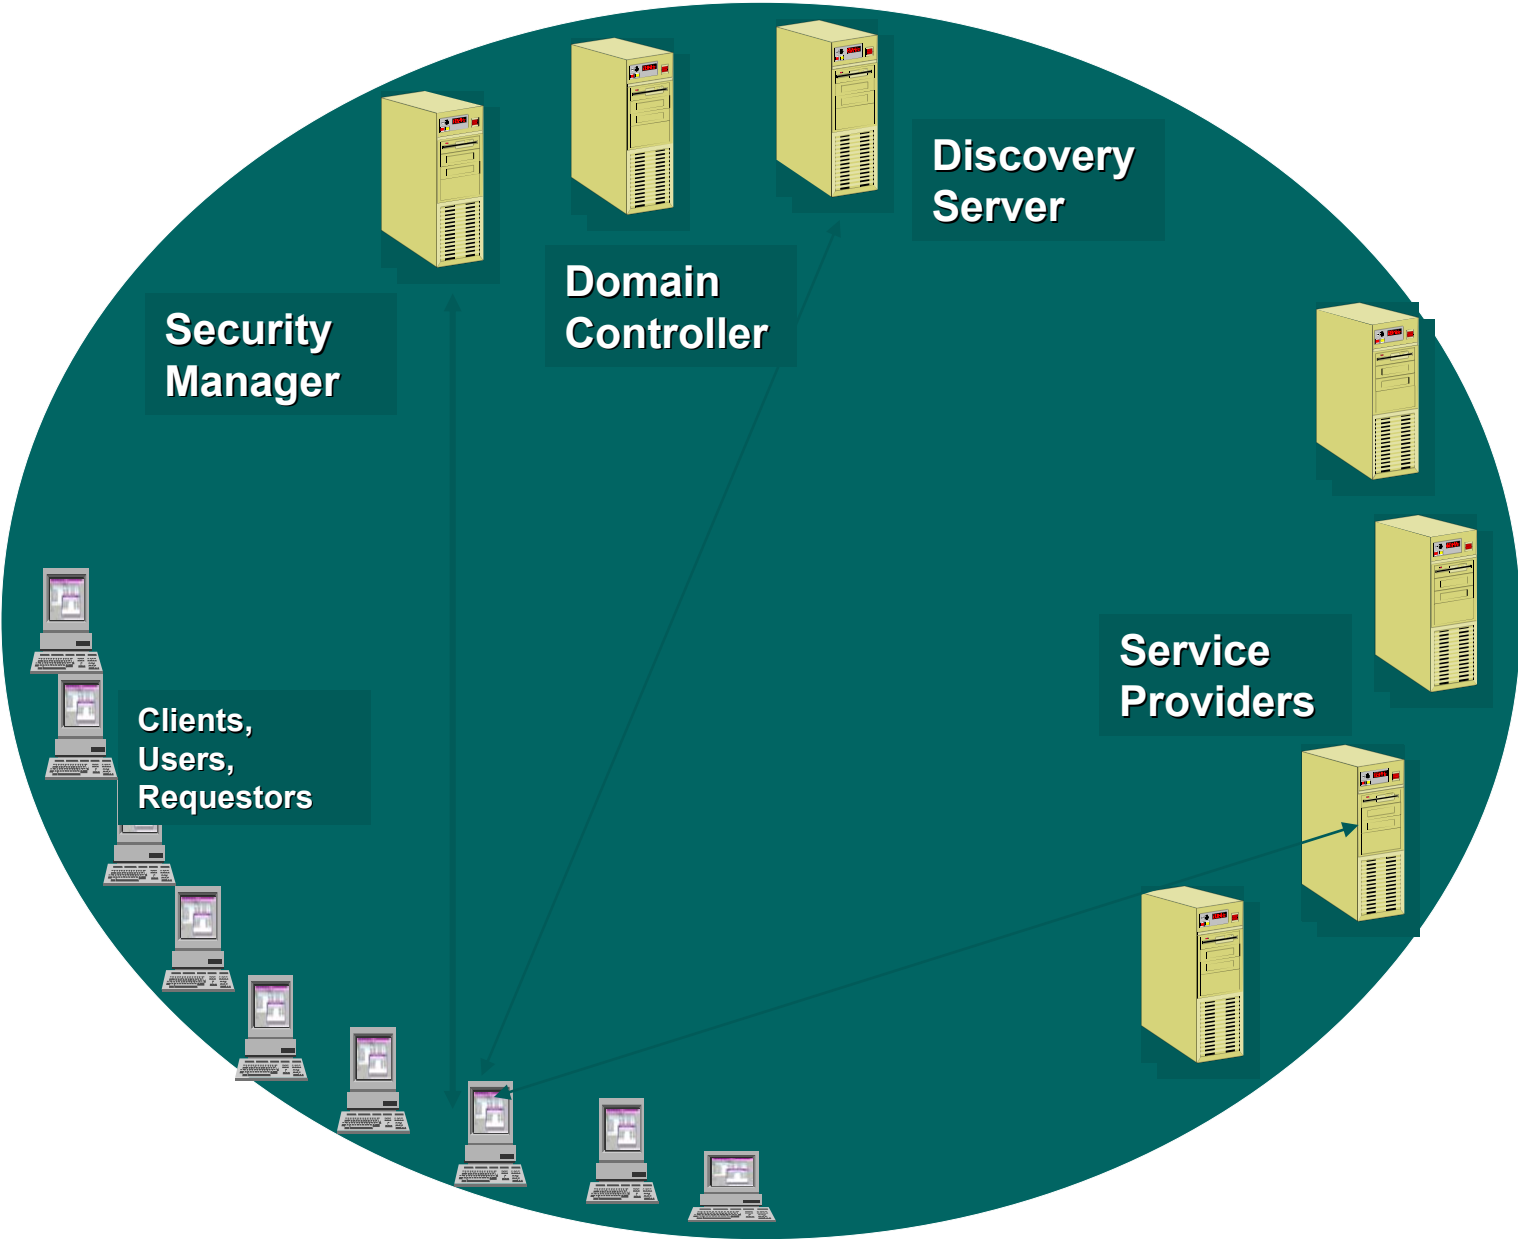 Discovery
Server
Domain
Controller
Security
Manager
Service
Providers
Clients,
Users,
Requestors